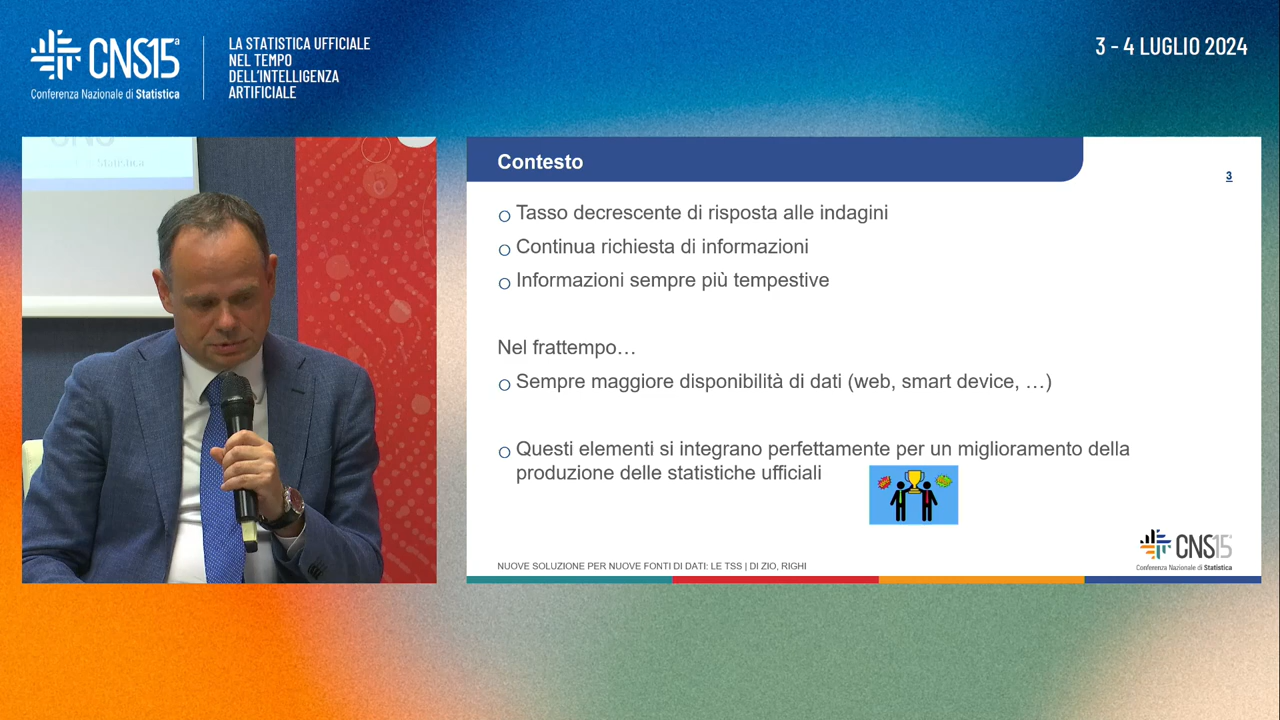 CNS15ª
Conferenza Nazionale di Statistica
LA STATISTICA UFFICIALE
NEL TEMPO
DELL'INTELLIGENZA
ARTIFICIALE
3 - 4 LUGLIO 2024
Statistica
Contesto
3
Tasso decrescente di risposta alle indagini
Continua richiesta di informazioni
Informazioni sempre più tempestive
Nel frattempo…
Sempre maggiore disponibilità di dati (web, smart device, …)
Questi elementi si integrano perfettamente per un miglioramento della
produzione delle statistiche ufficiali
NUOVE SOLUZIONE PER NUOVE FONTI DI DATI: LE TSS | DI ZIO, RIGHI
CNS15
Conferenza Nazionale di Statistica